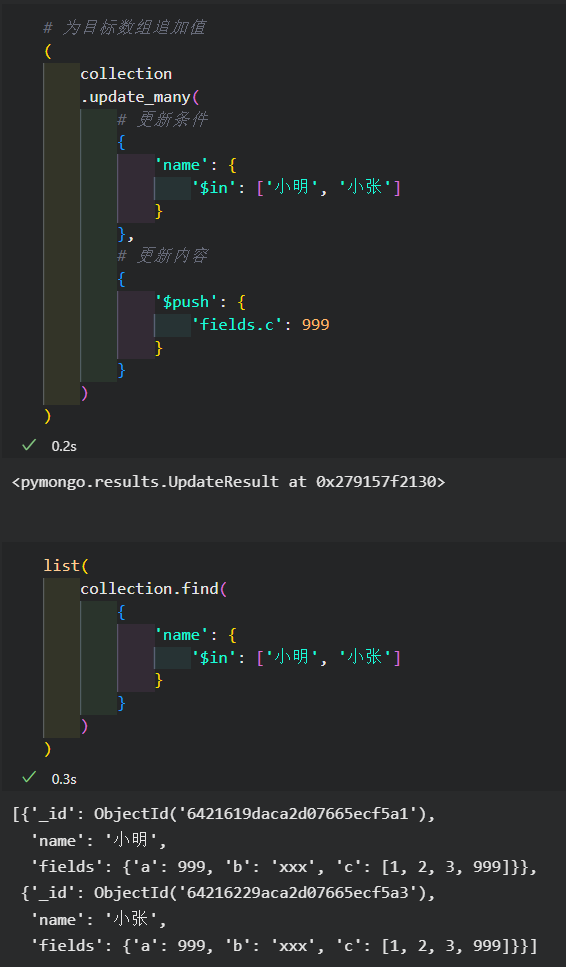 # 为目标数组追加值
(
    collection
    .update_many(
        # 更新条件
        {
            'name': {
                '$in': ['小明', '小张']
            }
        },
        # 更新内容
        {
            '$push': {
                'fields.c': 999
            }
        }
    )
)
✓ 0.2s
<pymongo.results.UpdateResult at 0x279157f2130>
list(
    collection.find(
        {
            'name': {
                '$in': ['小明', '小张']
            }
        }
    )
)
✓ 0.3s
[{'_id': ObjectId('6421619daca2d07665ecf5a1'),
  'name': '小明',
  'fields': {'a': 999, 'b': 'xxx', 'c': [1, 2, 3, 999]}},
 {'_id': ObjectId('64216229aca2d07665ecf5a3'),
  'name': '小张',
  'fields': {'a': 999, 'b': 'xxx', 'c': [1, 2, 3, 999]}}]